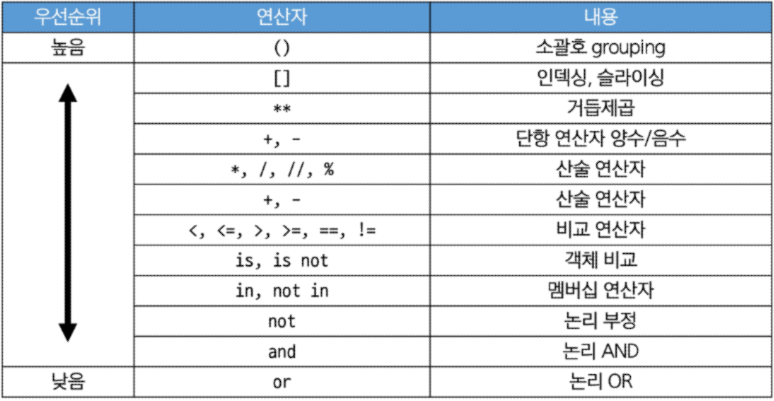 우선순위 연산자 내용
높음 () 소괄호 grouping
[] 인덱싱, 슬라이싱
** 거듭제곱
+, - 단항 연산자 양수/음수
*, /, //, % 산술 연산자
+, - 산술 연산자
<, <=, >, >=, ==, != 비교 연산자
is, is not 객체 비교
in, not in 멤버십 연산자
not 논리 부정
and 논리 AND
낮음 or 논리 OR